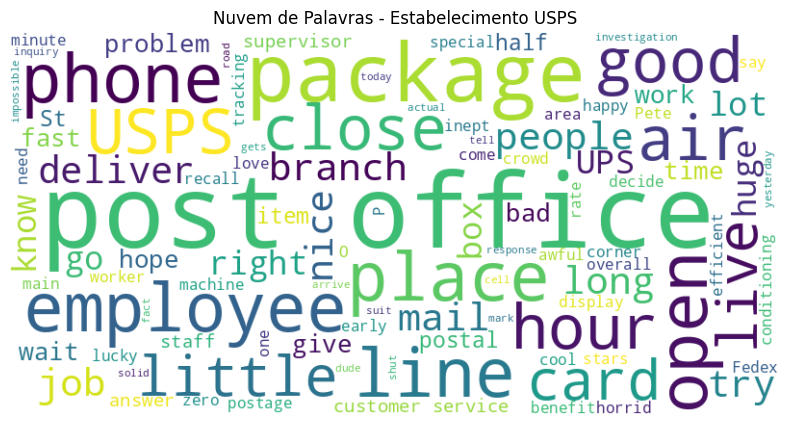 Nuvem de Palavras - Estabelecimento USPS
minute problem supervisor special half investigation
inquiry
impossible phone road tracking package today good say
St USPS close actual inept people happy work lot
fast area Pete air
need deliver love branch gets tell come crowd UPS time huge
recall rate decide
know post office nice item P box bad
go hope right O response awful corner overall efficient conditioning yesterday
main worker machine arrive place cell long display live open
employee fact suit early mail mark hour
wait lucky staff one give postal cool stars Fedex
job solid little dude shut line card try
answer zero postage customer service benefit horrid